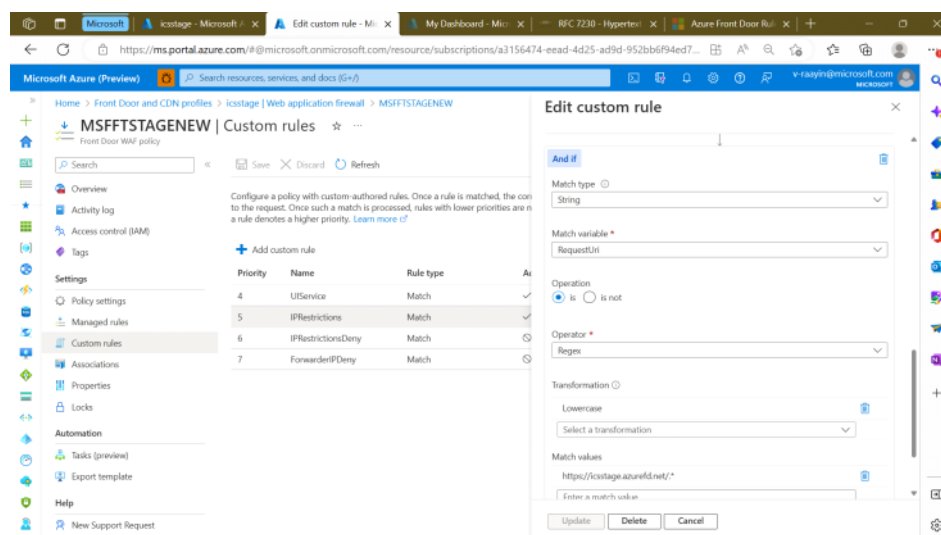 Microsoft
icsstage - Microsoft A
Edit custom rule - Mic
My Dashboard - Micr
RFC 7230 - Hypertext
Azure Front Door Rule
https://ms.portal.azure.com/#@microsoft.onmicrosoft.com/resource/subscriptions/a3156474-eead-4d25-ad9d-952bb6f94ed7...
Microsoft Azure (Preview)
Search resources, services, and docs (G+/)
v-raayin@microsoft.com
MICROSOFT
Home > Front Door and CDN profiles > icsstage | Web application firewall > MSFFTSTAGENEW
MSFFTSTAGENEW | Custom rules
Front Door WAF policy
Search
Overview
Activity log
Access control (IAM)
Tags
Settings
Policy settings
Managed rules
Custom rules
Associations
Properties
Locks
Automation
Tasks (preview)
Export template
Help
New Support Request
Save
Discard
Refresh
Configure a policy with custom-authored rules. Once a rule is matched, the con
to the request. Once such a match is processed, rules with lower priorities are n
a rule denotes a higher priority. Learn more
Add custom rule
Priority Name Rule type Ac
4 UIService Match
5 IPRestrictions Match
6 IPRestrictionsDeny Match
7 ForwarderIPDeny Match
Edit custom rule
And if
Match type
String
Match variable *
RequestUri
Operation
is is not
Operator *
Regex
Transformation
Lowercase
Select a transformation
Match values
https://icsstage.azurefd.net/.*
Enter a match value
Update Delete Cancel